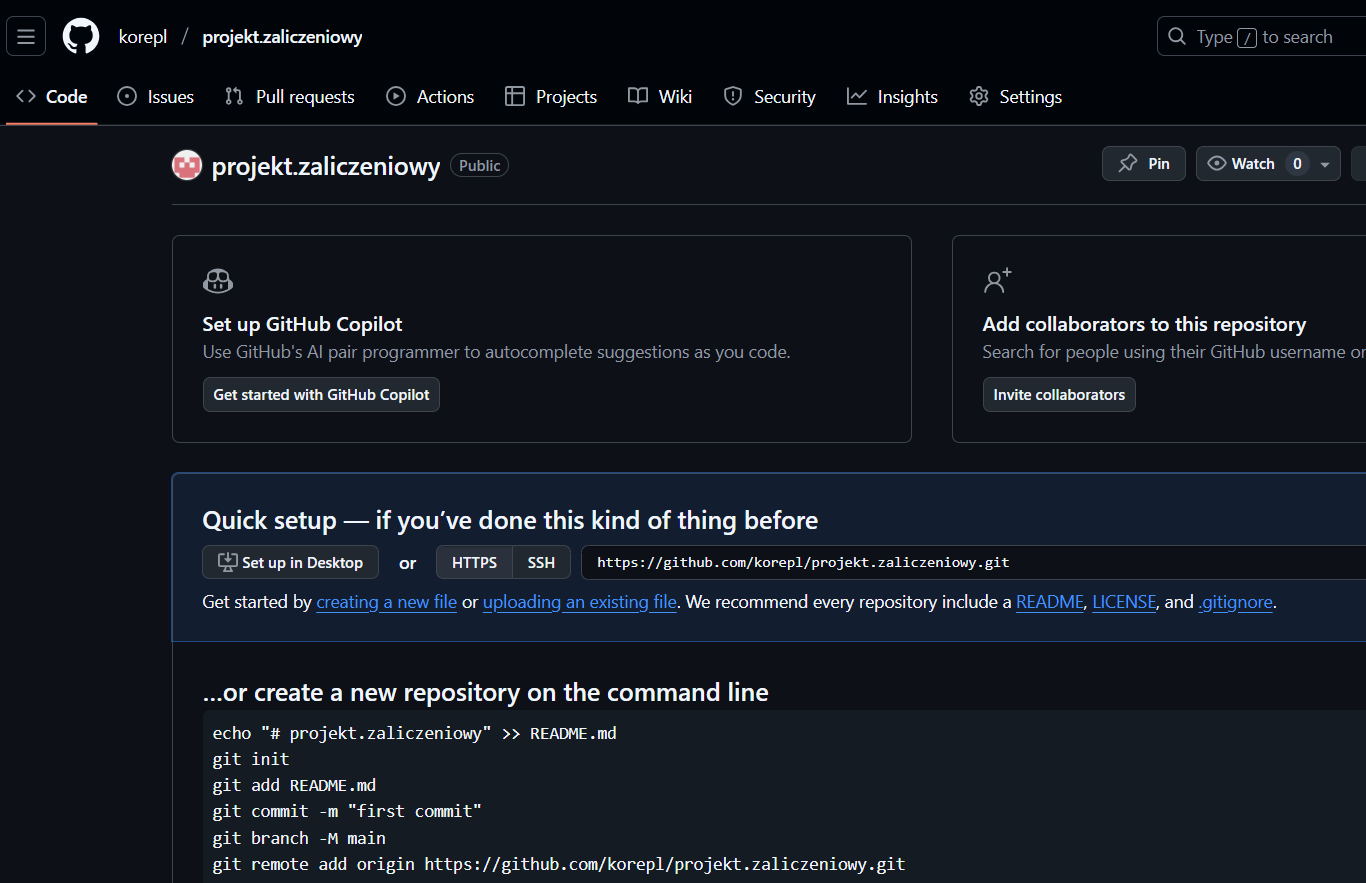 korepl / projekt.zaliczeniowy
Type / to search
Code Issues Pull requests Actions Projects Wiki Security Insights Settings
projekt.zaliczeniowy Public
Pin Watch 0
Set up GitHub Copilot
Use GitHub's AI pair programmer to autocomplete suggestions as you code.
Get started with GitHub Copilot
Add collaborators to this repository
Search for people using their GitHub username or
Invite collaborators
Quick setup — if you’ve done this kind of thing before
Set up in Desktop or HTTPS SSH https://github.com/korepl/projekt.zaliczeniowy.git
Get started by creating a new file or uploading an existing file. We recommend every repository include a README, LICENSE, and .gitignore.
…or create a new repository on the command line
echo "# projekt.zaliczeniowy" >> README.md
git init
git add README.md
git commit -m "first commit"
git branch -M main
git remote add origin https://github.com/korepl/projekt.zaliczeniowy.git